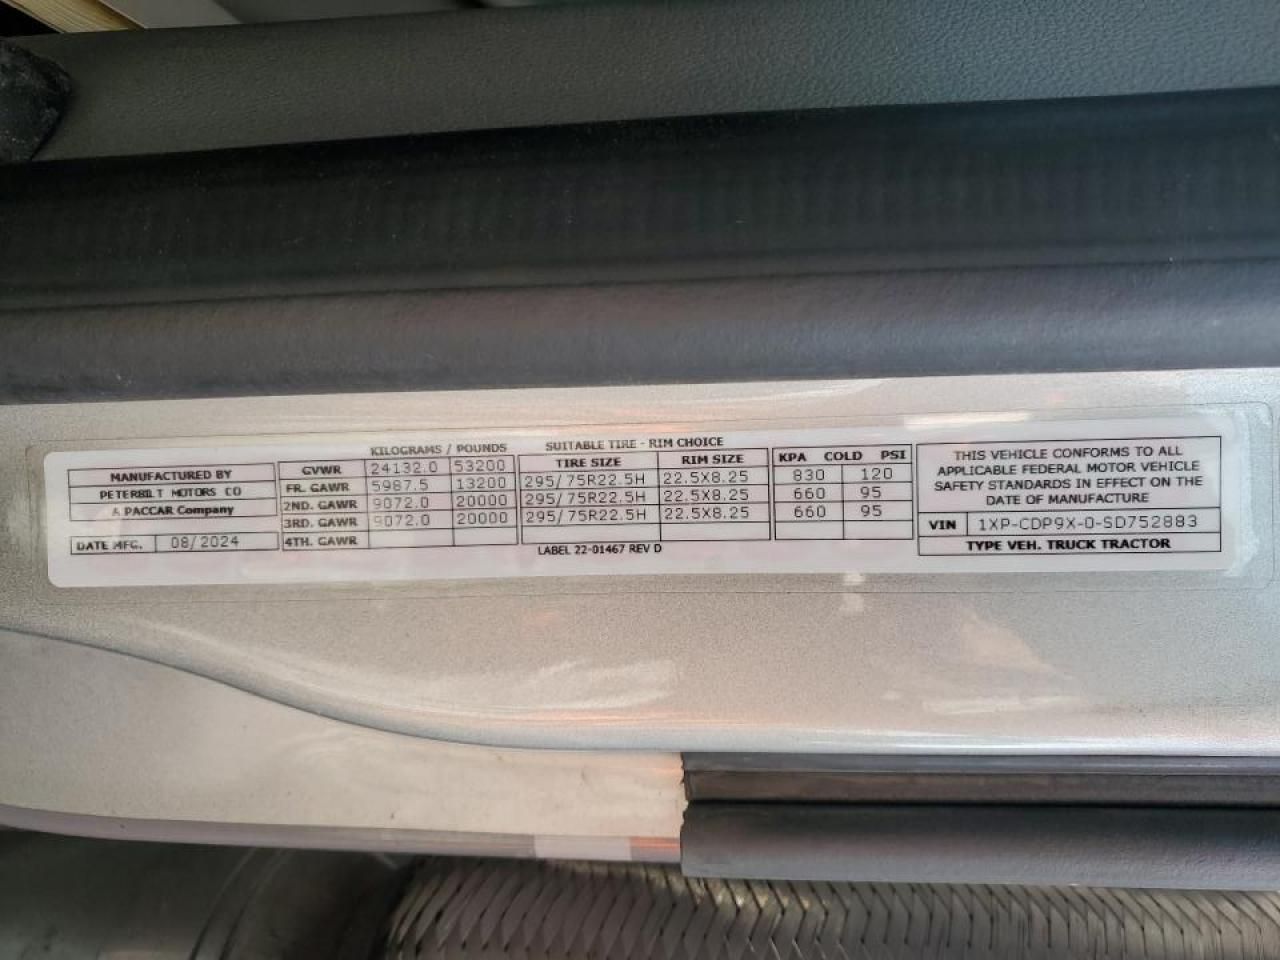 KILOGRAMS / POUNDS SUITABLE TIRE - RIM CHOICE
MANUFACTURED BY
PETERBILT MOTORS CO
A PACCAR Company
DATE MFG. 08/2024
GVWR 24132.0 53200
FR. GAWR 5987.5 13200
2ND. GAWR 9072.0 20000
3RD. GAWR 9072.0 20000
4TH. GAWR
TIRE SIZE RIM SIZE
295/75R22.5H 22.5X8.25
295/75R22.5H 22.5X8.25
295/75R22.5H 22.5X8.25
KPA COLD PSI
830 120
660 95
660 95
LABEL 22-01467 REV D
THIS VEHICLE CONFORMS TO ALL
APPLICABLE FEDERAL MOTOR VEHICLE
SAFETY STANDARDS IN EFFECT ON THE
DATE OF MANUFACTURE
VIN 1XP-CDP9X-0-SD752883
TYPE VEH. TRUCK TRACTOR